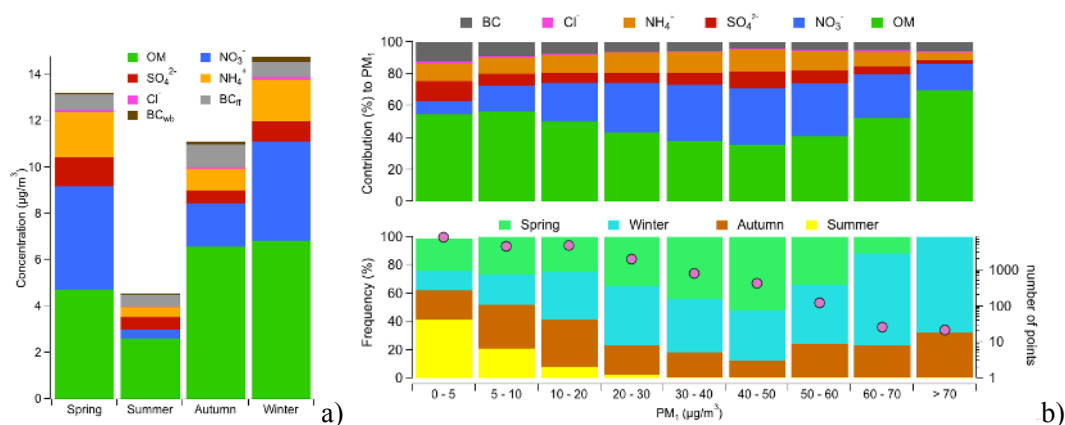 OM
NO₃⁻
SO₄²⁻
NH₄⁺
Cl⁻
BC_ff
BC_wb
Concentration (µg/m³)
14
12
10
8
6
4
2
0
Spring Summer Autumn Winter
a)
BC Cl⁻ NH₄⁻ SO₄²⁻ NO₃⁻ OM
Contribution (%) to PM₁
100
80
60
40
20
0
Spring Winter Autumn Summer
Frequency (%)
100
80
60
40
20
0
number of points
1000
100
10
1
0 - 5 5 - 10 10 - 20 20 - 30 30 - 40 40 - 50 50 - 60 60 - 70 > 70
PM₁ (µg/m³)
b)